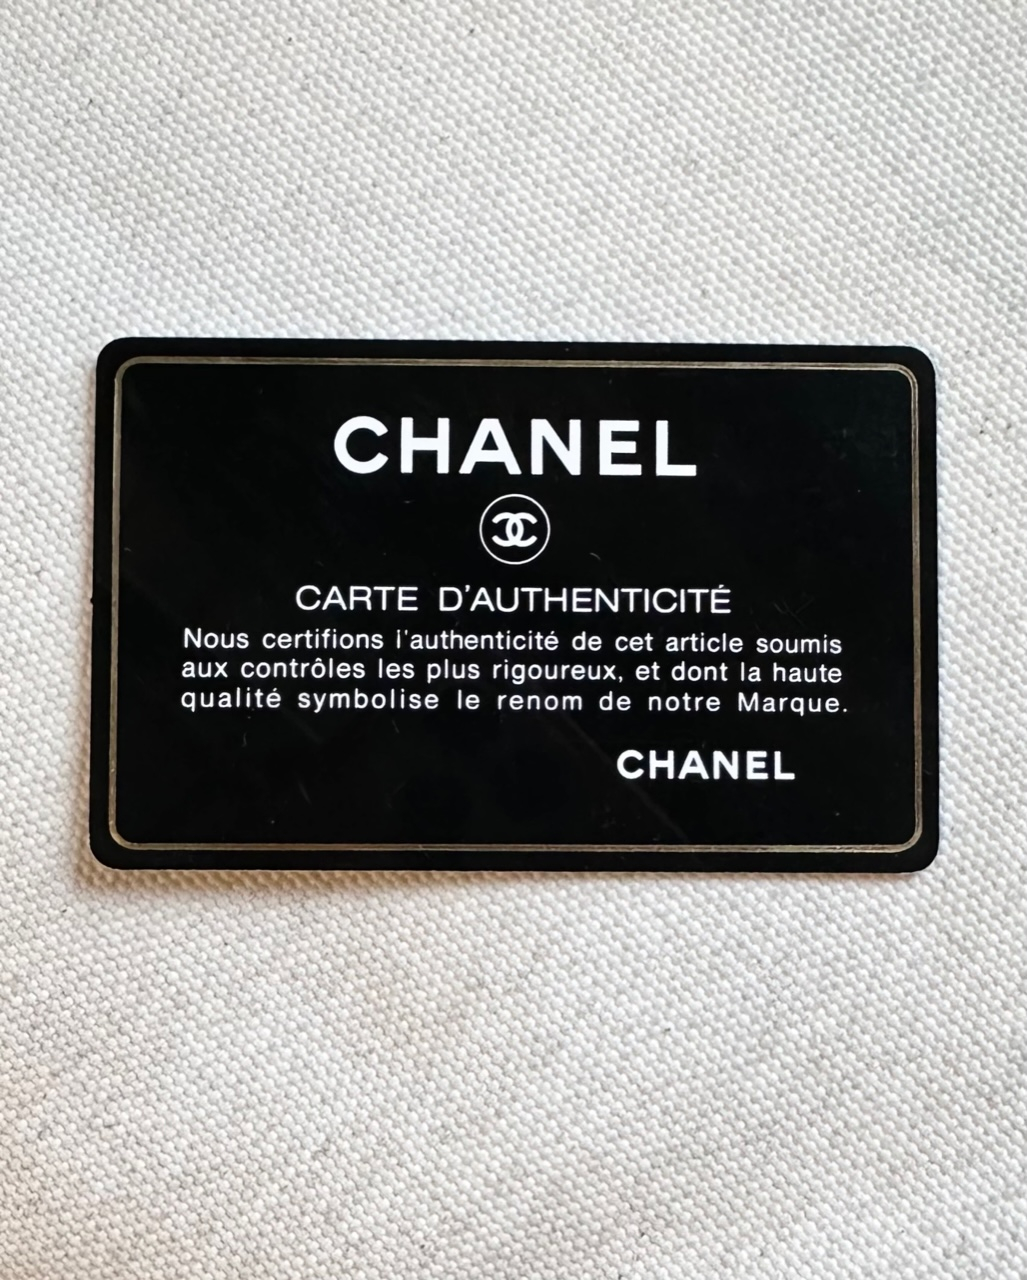 CHANEL
CARTE D'AUTHENTICITÉ
Nous certifions l'authenticité de cet article soumis
aux contrôles les plus rigoureux, et dont la haute
qualité symbolise le renom de notre Marque.
CHANEL